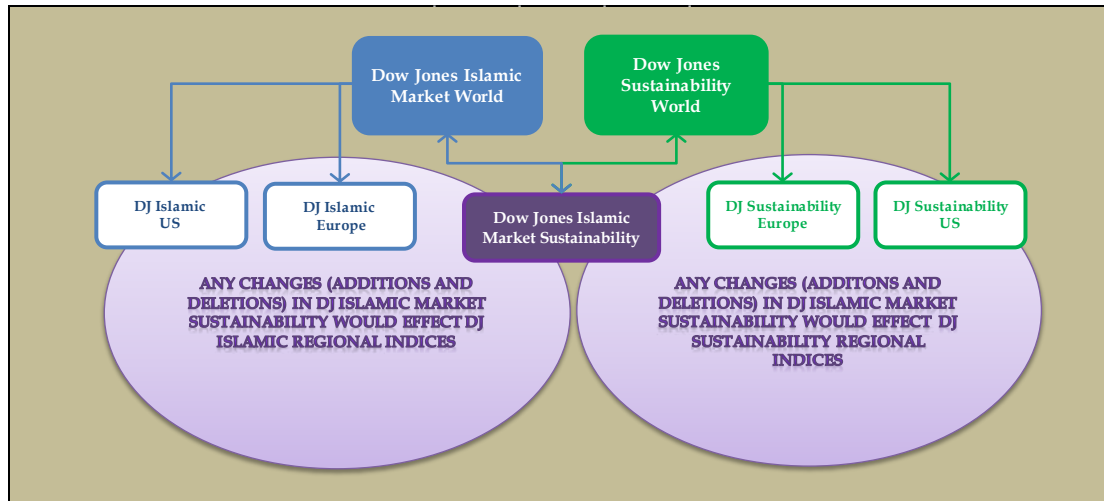 Dow Jones Islamic
Market World
Dow Jones
Sustainability
World
DJ Islamic
US
DJ Islamic
Europe
Dow Jones Islamic
Market Sustainability
DJ Sustainability
Europe
DJ Sustainability
US
ANY CHANGES (ADDITIONS AND
DELETIONS) IN DJ ISLAMIC MARKET
SUSTAINABILITY WOULD EFFECT DJ
ISLAMIC REGIONAL INDICES
ANY CHANGES (ADDITIONS AND
DELETIONS) IN DJ ISLAMIC MARKET
SUSTAINABILITY WOULD EFFECT DJ
SUSTAINABILITY REGIONAL
INDICES